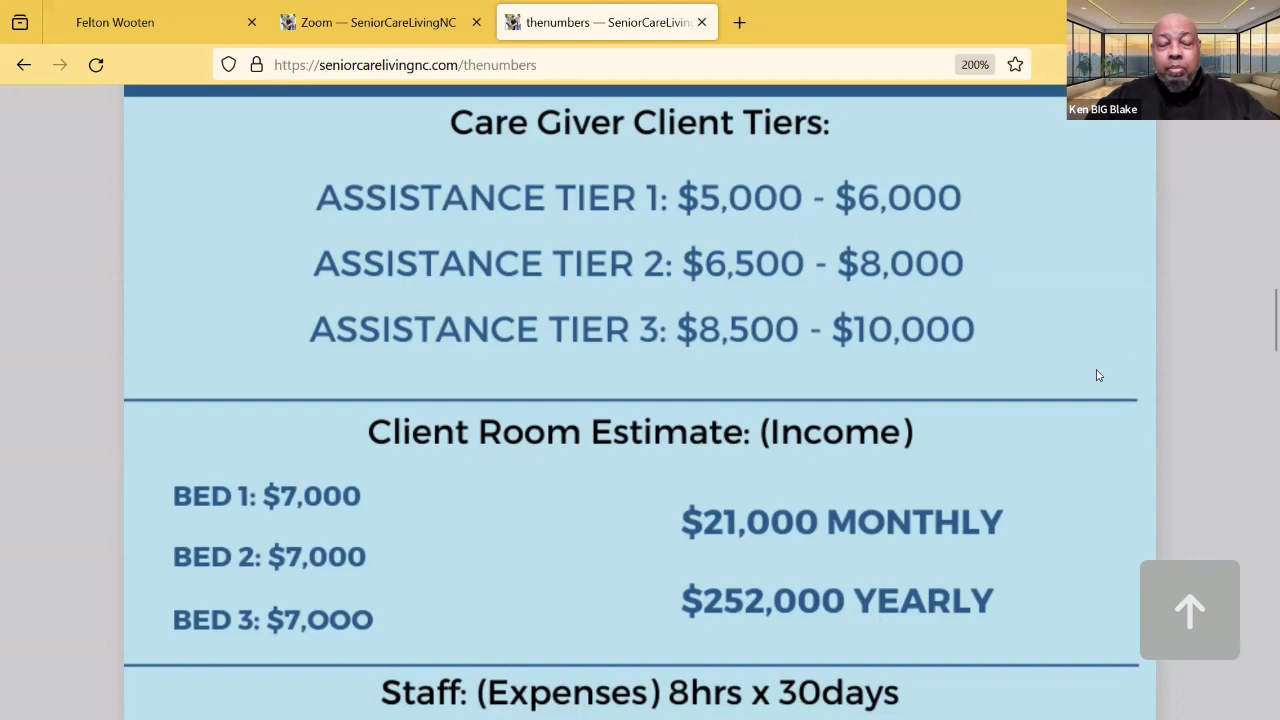 Felton Wooten
Zoom — SeniorCareLivingNC
thenumbers — SeniorCareLivin
https://seniorcarelivingnc.com/thenumbers
200%
Ken BIG Blake
Care Giver Client Tiers:
ASSISTANCE TIER 1: $5,000 - $6,000
ASSISTANCE TIER 2: $6,500 - $8,000
ASSISTANCE TIER 3: $8,500 - $10,000
Client Room Estimate: (Income)
BED 1: $7,000
BED 2: $7,000
BED 3: $7,OOO
$21,000 MONTHLY
$252,000 YEARLY
Staff: (Expenses) 8hrs x 30days